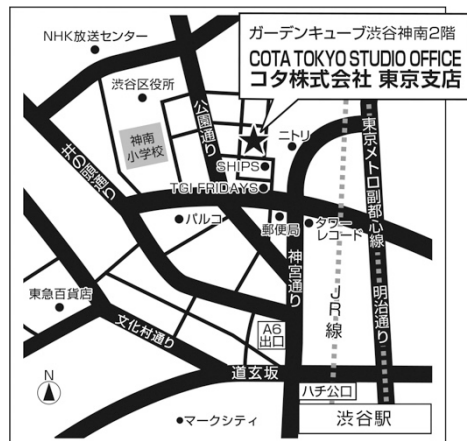 ガーデンキューブ渋谷神南2階
COTA TOKYO STUDIO OFFICE
コタ株式会社 東京支店
NHK放送センター
渋谷区役所
公園通り
ニトリ
神南
小学校
SHIPS
井の頭通り
TGI FRIDAYS
東京メトロ副都心線
パルコ
郵便局
タワー
レコード
神宮通り
JR線
明治通り
東急百貨店
文化村通り
A6
出口
道玄坂
N
ハチ公口
渋谷駅
マークシティ